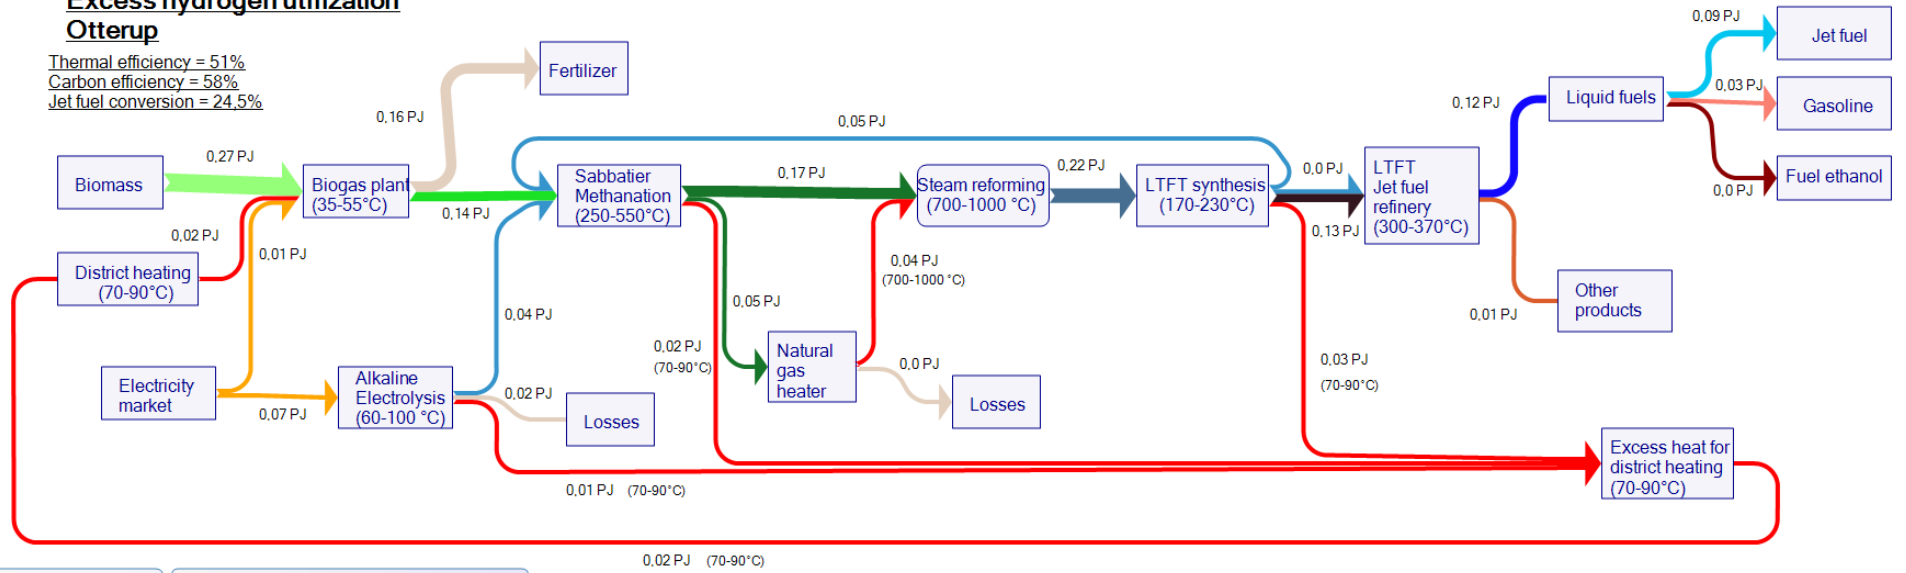 Excess hydrogen utilization
Otterup
Thermal efficiency = 51%
Carbon efficiency = 58%
Jet fuel conversion = 24,5%
Biomass
0,27 PJ
District heating
(70-90°C)
0,02 PJ
0,01 PJ
Electricity
market
0,07 PJ
Biogas plant
(35-55°C)
0,16 PJ
Fertilizer
0,14 PJ
Alkaline
Electrolysis
(60-100 °C)
0,04 PJ
0,02 PJ
Losses
0,01 PJ (70-90°C)
0,05 PJ
Sabbatier
Methanation
(250-550°C)
0,17 PJ
0,05 PJ
0,02 PJ
(70-90°C)
Natural
gas
heater
0,04 PJ
(700-1000 °C)
0,0 PJ
Losses
Steam reforming
(700-1000 °C)
0,22 PJ
LTFT synthesis
(170-230°C)
0,0 PJ
0,13 PJ
0,03 PJ
(70-90°C)
LTFT
Jet fuel
refinery
(300-370°C)
0,12 PJ
Liquid fuels
0,09 PJ
Jet fuel
0,03 PJ
Gasoline
0,0 PJ
Fuel ethanol
0,01 PJ
Other
products
Excess heat for
district heating
(70-90°C)
0,02 PJ (70-90°C)